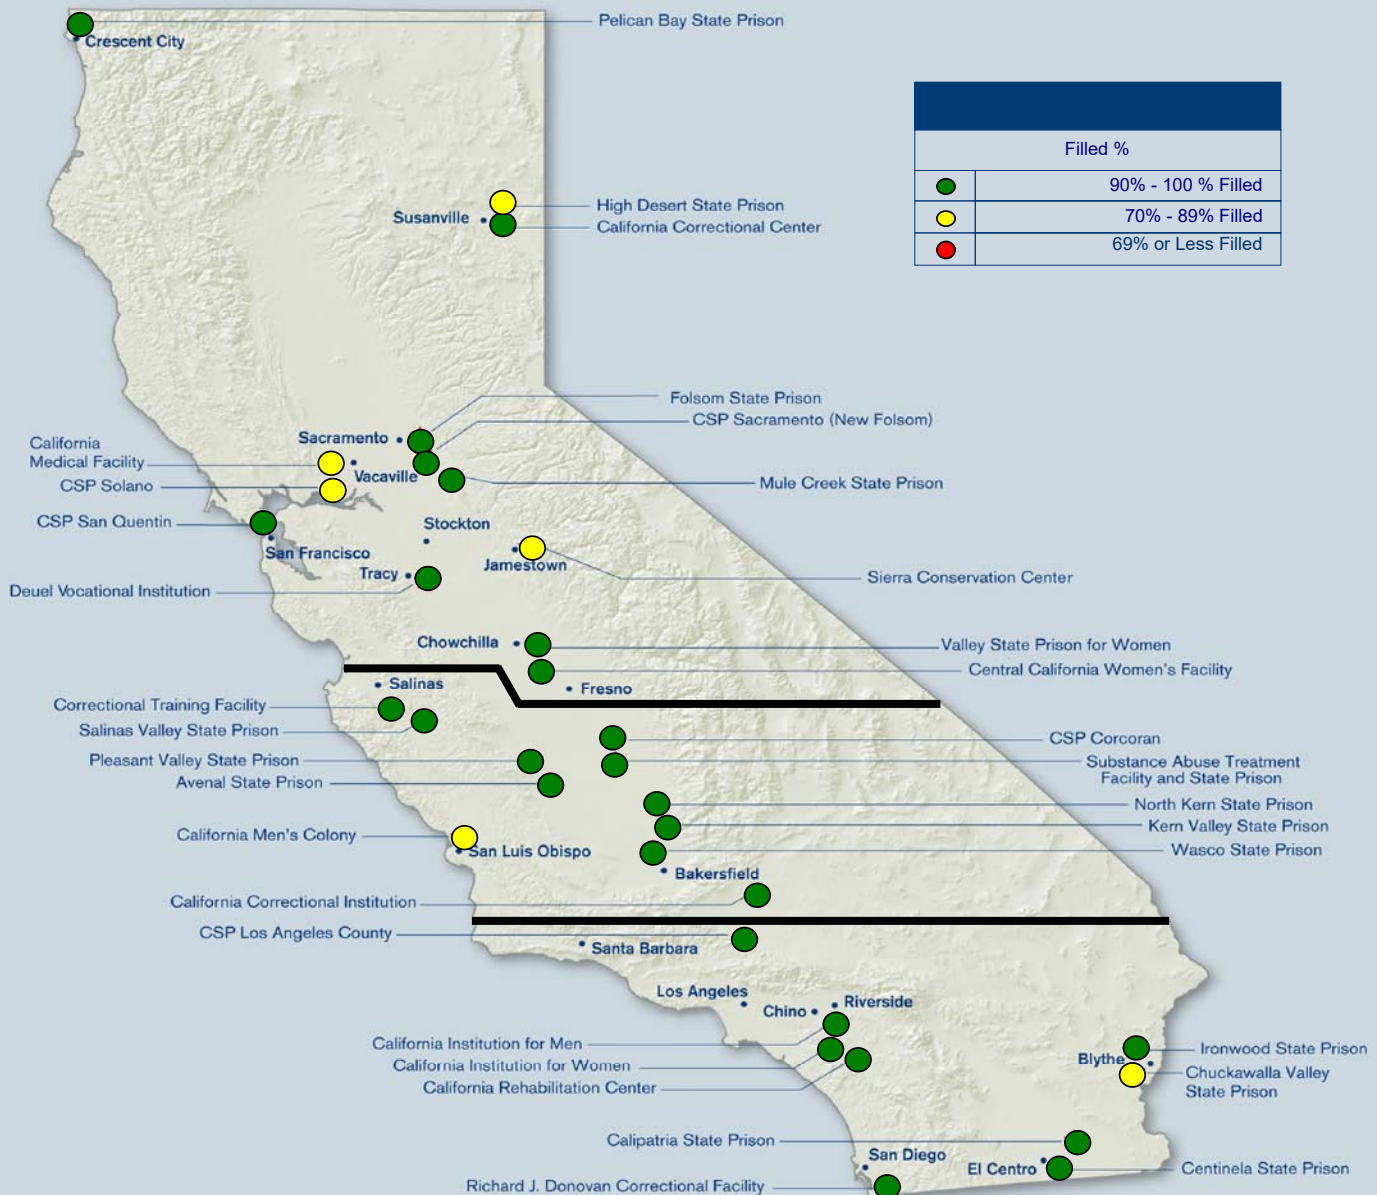 Pelican Bay State Prison
Crescent City
Filled %
90% - 100 % Filled
70% - 89% Filled
69% or Less Filled
High Desert State Prison
Susanville
California Correctional Center
Folsom State Prison
CSP Sacramento (New Folsom)
Sacramento
California
Medical Facility
Vacaville
CSP Solano
Mule Creek State Prison
CSP San Quentin
Stockton
San Francisco
Jamestown
Tracy
Sierra Conservation Center
Deuel Vocational Institution
Chowchilla
Valley State Prison for Women
Central California Women's Facility
Salinas
Fresno
Correctional Training Facility
Salinas Valley State Prison
CSP Corcoran
Pleasant Valley State Prison
Substance Abuse Treatment
Facility and State Prison
Avenal State Prison
North Kern State Prison
Kern Valley State Prison
California Men's Colony
San Luis Obispo
Wasco State Prison
Bakersfield
California Correctional Institution
CSP Los Angeles County
Santa Barbara
Los Angeles
Riverside
Chino
California Institution for Men
Ironwood State Prison
Blythe
California Institution for Women
Chuckawalla Valley
State Prison
California Rehabilitation Center
Calipatria State Prison
San Diego
El Centro
Centinela State Prison
Richard J. Donovan Correctional Facility